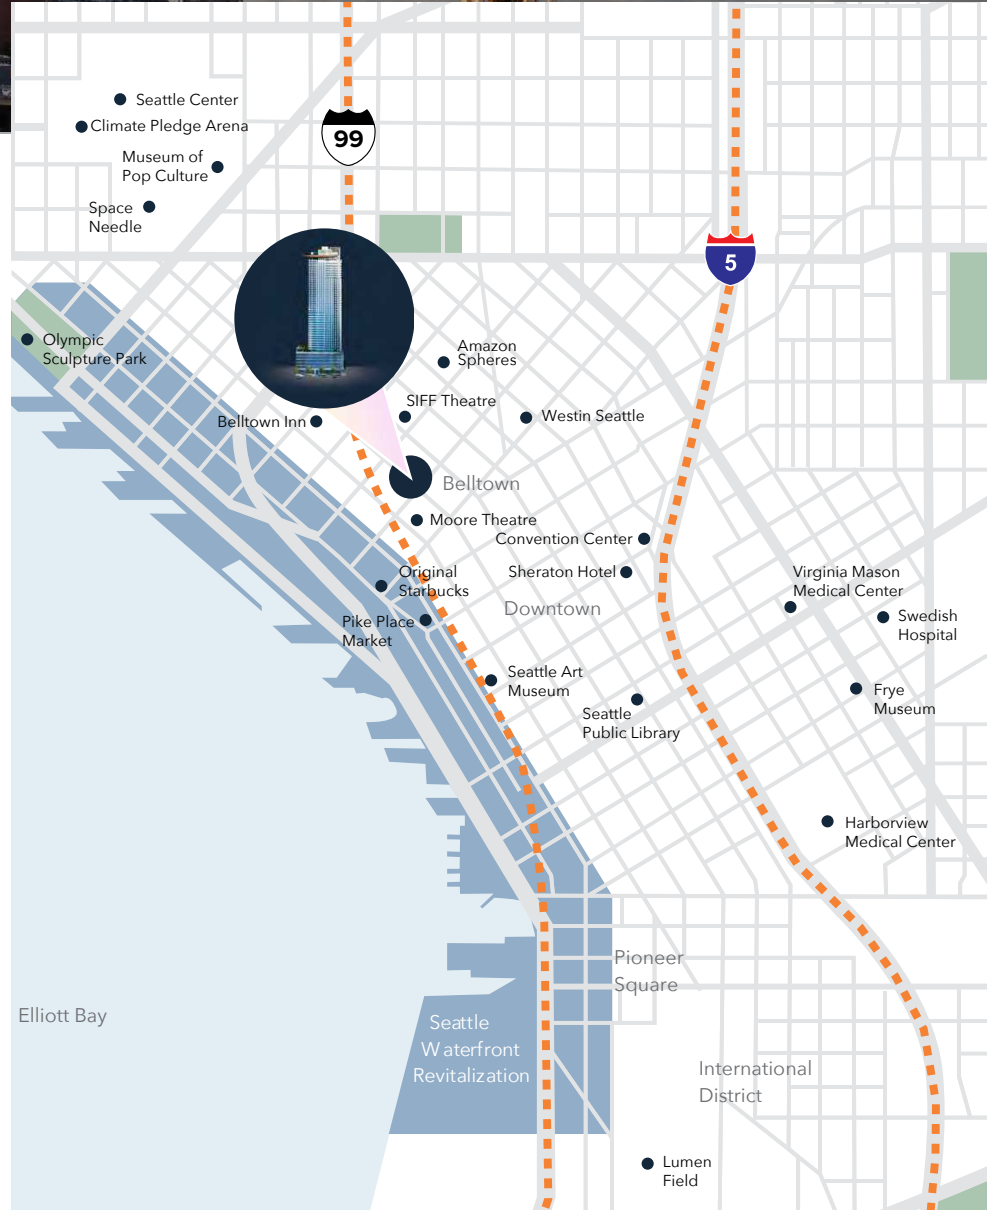 Seattle Center
Climate Pledge Arena
99
Museum of
Pop Culture
Space
Needle
5
Olympic
Sculpture Park
Amazon
Spheres
SIFF Theatre
Belltown Inn
Westin Seattle
Belltown
Moore Theatre
Convention Center
Original
Starbucks
Sheraton Hotel
Virginia Mason
Medical Center
Downtown
Pike Place
Market
Swedish
Hospital
Seattle Art
Museum
Frye
Museum
Seattle
Public Library
Harborview
Medical Center
Pioneer
Square
Elliott Bay
Seattle
Waterfront
Revitalization
International
District
Lumen
Field